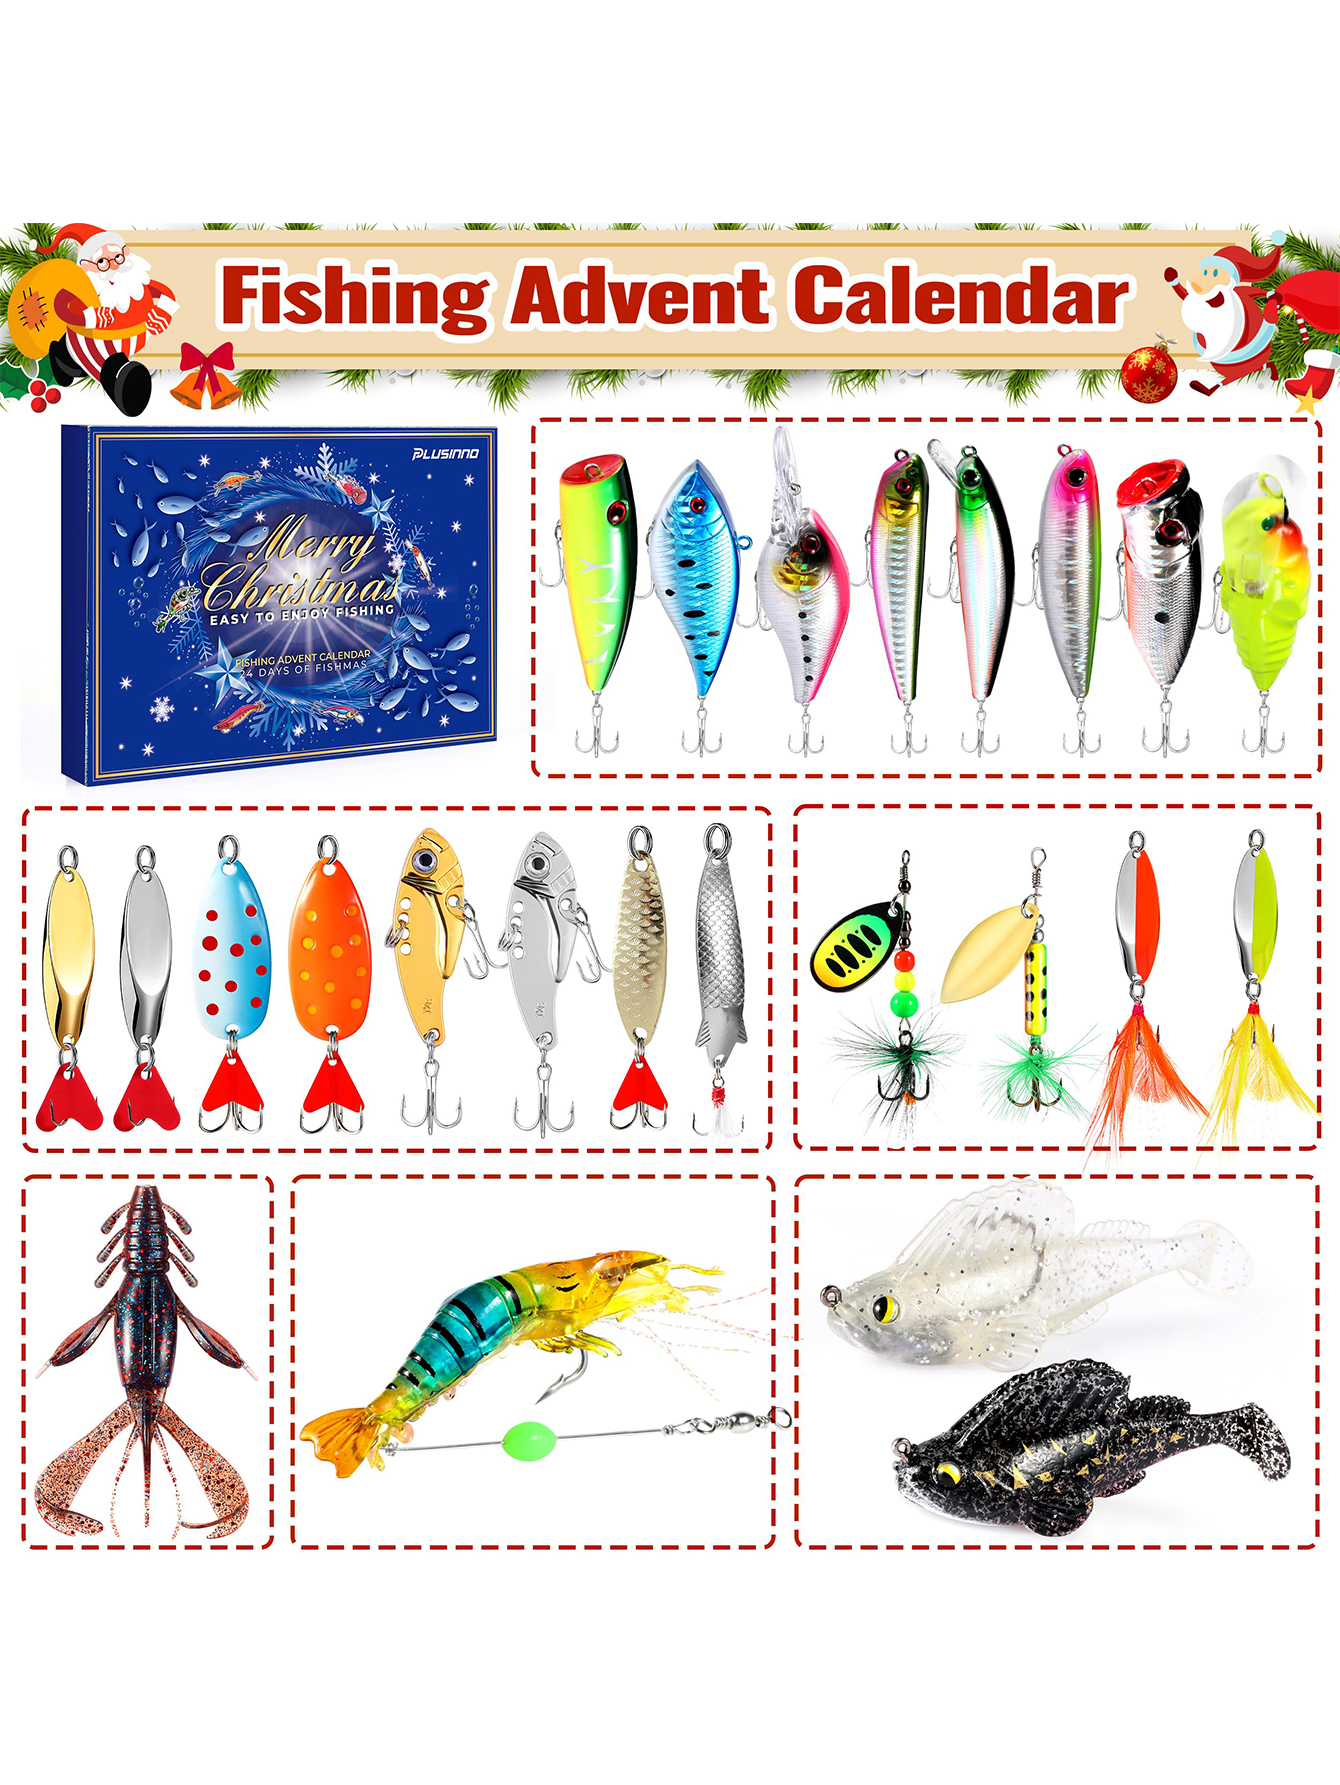 Fishing Advent Calendar
PLUSINNO
Merry
Christmas
EASY TO ENJOY FISHING
FISHING ADVENT CALENDAR
24 DAYS OF FISHMAS